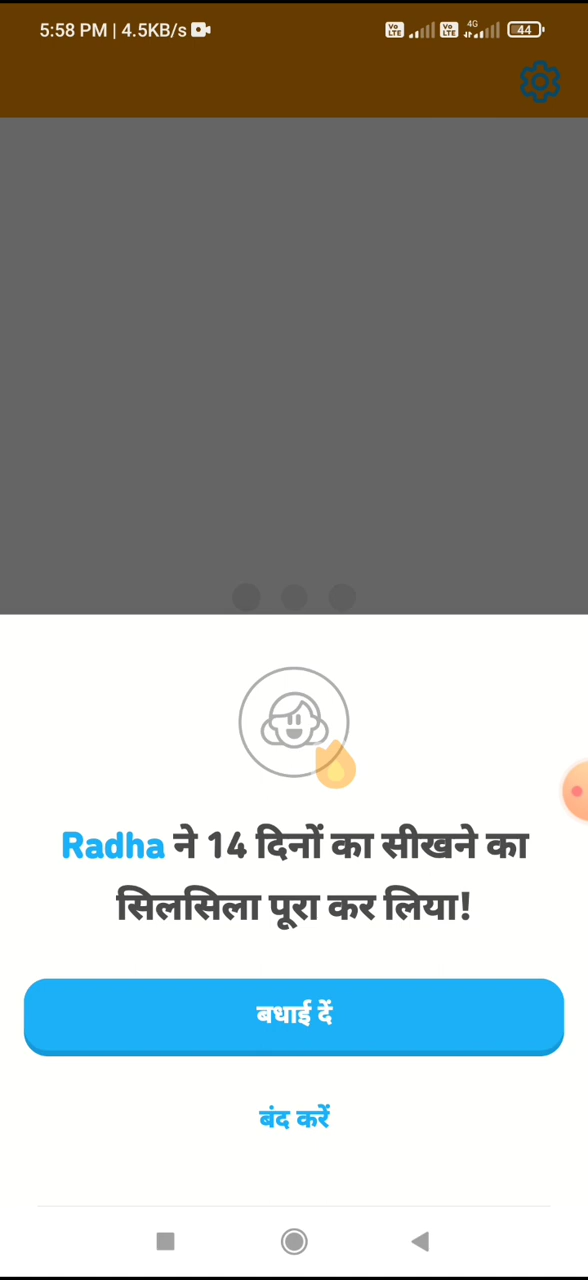 5:58 PM | 4.5KB/s Vo LTE Vo LTE 4G 44
Radha ने 14 दिनों का सीखने का
सिलसिला पूरा कर लिया!
बधाई दें
बंद करें